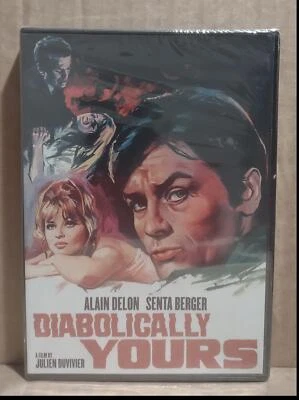 ALAIN DELON SENTA BERGER
DIABOLICALLY
YOURS
A FILM BY
JULIEN DUVIVIER